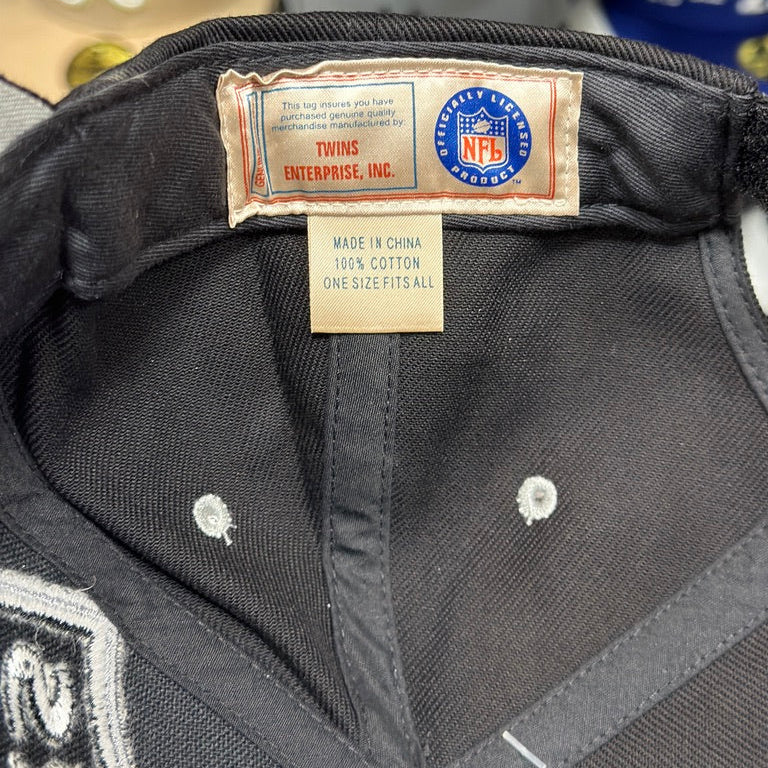 This tag insures you have
purchased genuine quality
merchandise manufactured by:
TWINS
ENTERPRISE, INC.
OFFICIALLY LICENSED
NFL
PRODUCT
TM
MADE IN CHINA
100% COTTON
ONE SIZE FITS ALL